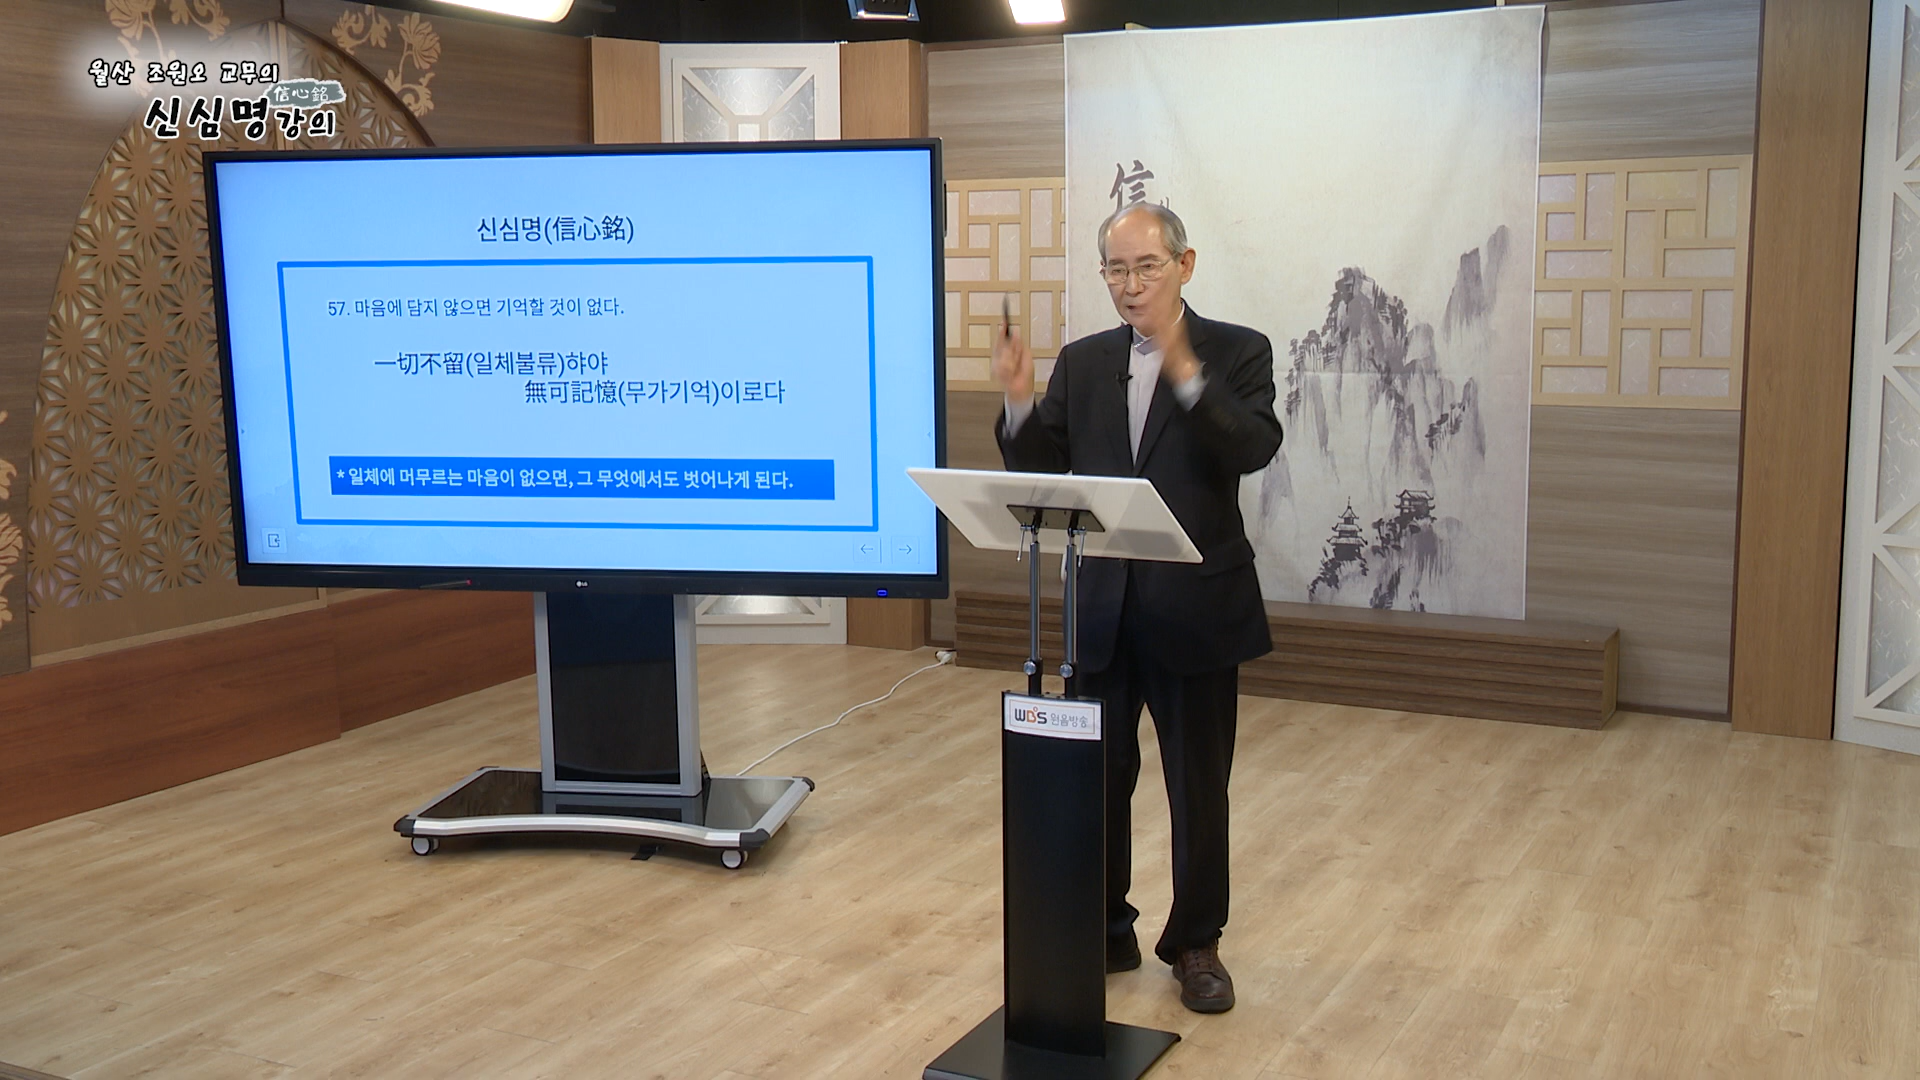 월산 조원오 교무의
신심명 信心銘 강의
신심명(信心銘)
57. 마음에 담지 않으면 기억할 것이 없다.
一切不留(일체불류)햐야
無可記憶(무가기억)이로다
* 일체에 머무르는 마음이 없으면, 그 무엇에서도 벗어나게 된다.
LG
信
WBS 원음방송